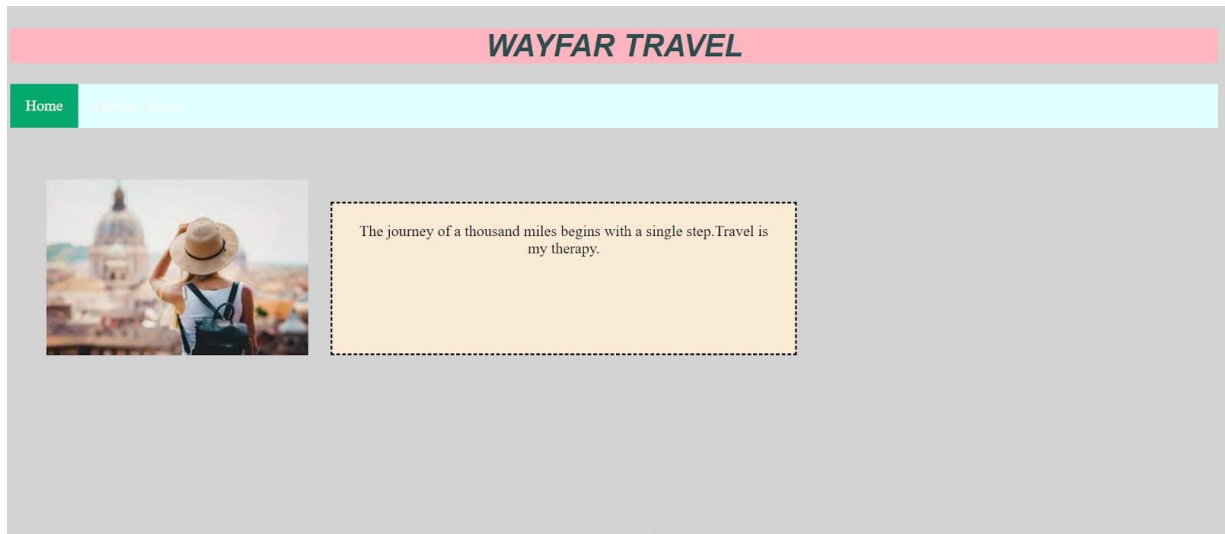 WAYFAR TRAVEL
Home
The journey of a thousand miles begins with a single step.Travel is
my therapy.